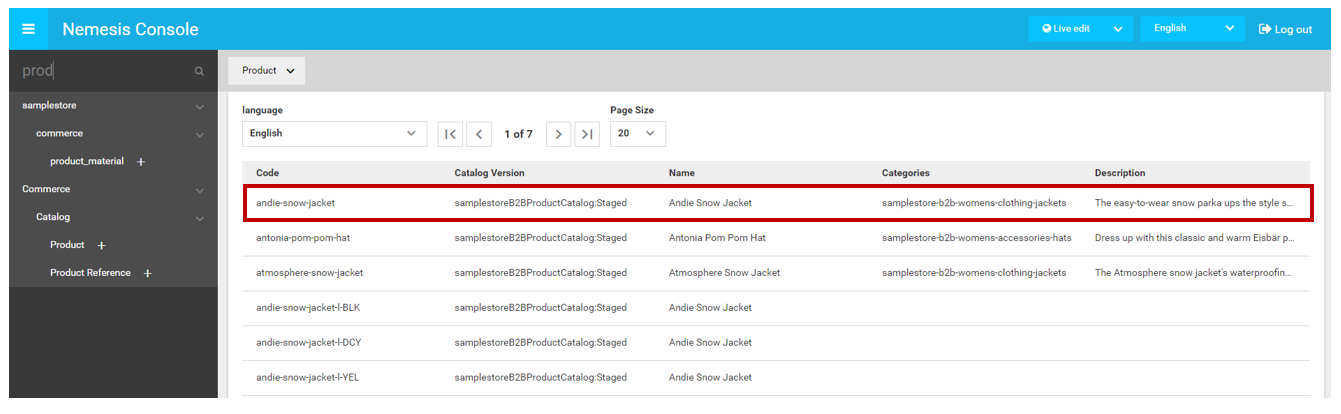 Nemesis Console
Live edit
English
Log out
prod
samplestore
commerce
product_material +
Commerce
Catalog
Product +
Product Reference +
Product
language
English
1 of 7
Page Size
20
Code Catalog Version Name Categories Description
andie-snow-jacket samplestoreB2BProductCatalog:Staged Andie Snow Jacket samplestore-b2b-womens-clothing-jackets The easy-to-wear snow parka ups the style s...
antonia-pom-pom-hat samplestoreB2BProductCatalog:Staged Antonia Pom Pom Hat samplestore-b2b-womens-accessories-hats Dress up with this classic and warm Eisbär p...
atmosphere-snow-jacket samplestoreB2BProductCatalog:Staged Atmosphere Snow Jacket samplestore-b2b-womens-clothing-jackets The Atmosphere snow jacket's waterproofin...
andie-snow-jacket-l-BLK samplestoreB2BProductCatalog:Staged Andie Snow Jacket
andie-snow-jacket-l-DCY samplestoreB2BProductCatalog:Staged Andie Snow Jacket
andie-snow-jacket-l-YEL samplestoreB2BProductCatalog:Staged Andie Snow Jacket